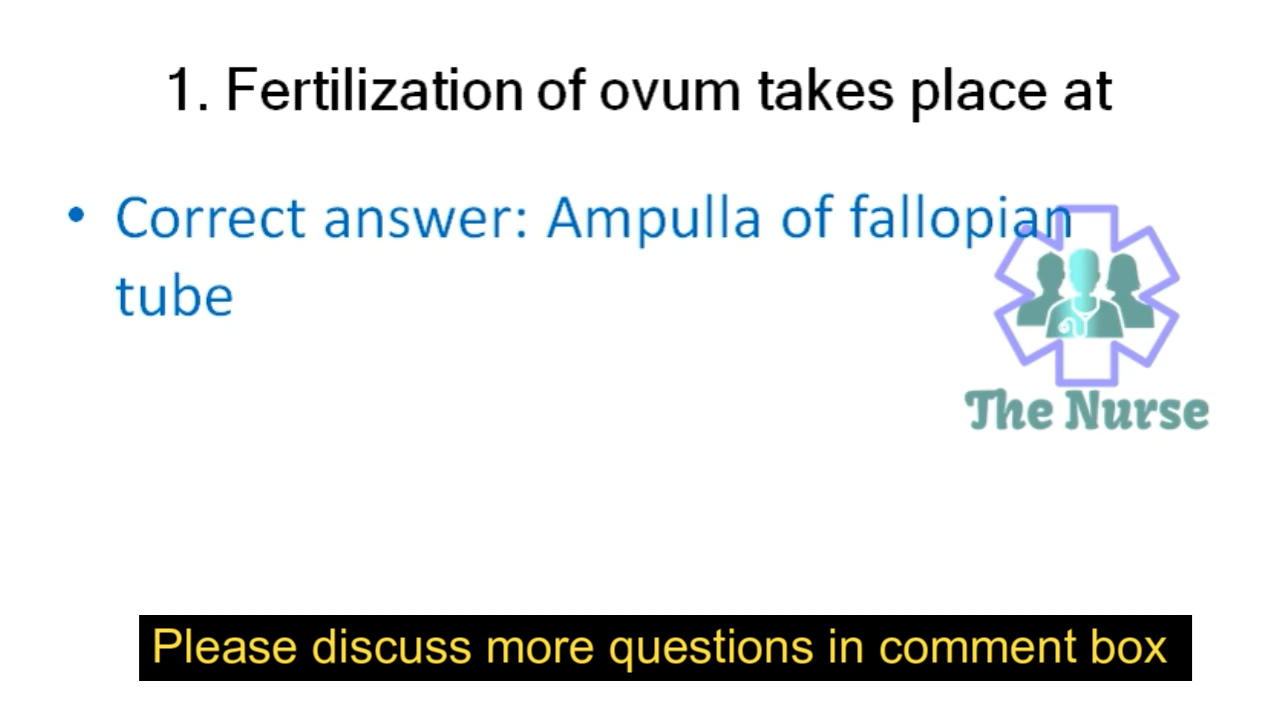 1. Fertilization of ovum takes place at
• Correct answer: Ampulla of fallopian
tube
The Nurse
Please discuss more questions in comment box